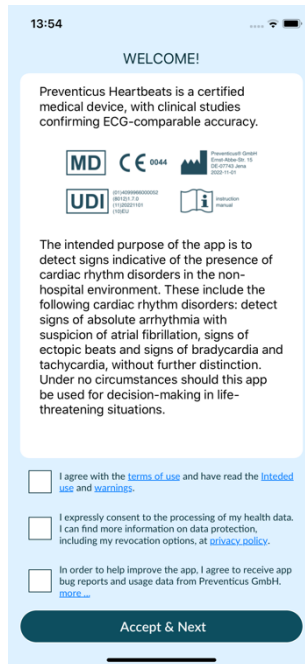 13:54
WELCOME!
Preventicus Heartbeats is a certified
medical device, with clinical studies
confirming ECG-comparable accuracy.
MD
CE 0044
Preventicus® GmbH
Ernst-Abbe-Str. 15
DE-07743 Jena
2022-11-01
UDI
(8012)1.7.0
(11)20221101
(10)EU
i
instruction
manual
The intended purpose of the app is to
detect signs indicative of the presence of
cardiac rhythm disorders in the non-
hospital environment. These include the
following cardiac rhythm disorders: detect
signs of absolute arrhythmia with
suspicion of atrial fibrillation, signs of
ectopic beats and signs of bradycardia and
tachycardia, without further distinction.
Under no circumstances should this app
be used for decision-making in life-
threatening situations.
I agree with the terms of use and have read the Inteded
use and warnings.
I expressly consent to the processing of my health data.
I can find more information on data protection,
including my revocation options, at privacy policy.
In order to help improve the app, I agree to receive app
bug reports and usage data from Preventicus GmbH.
more ...
Accept & Next